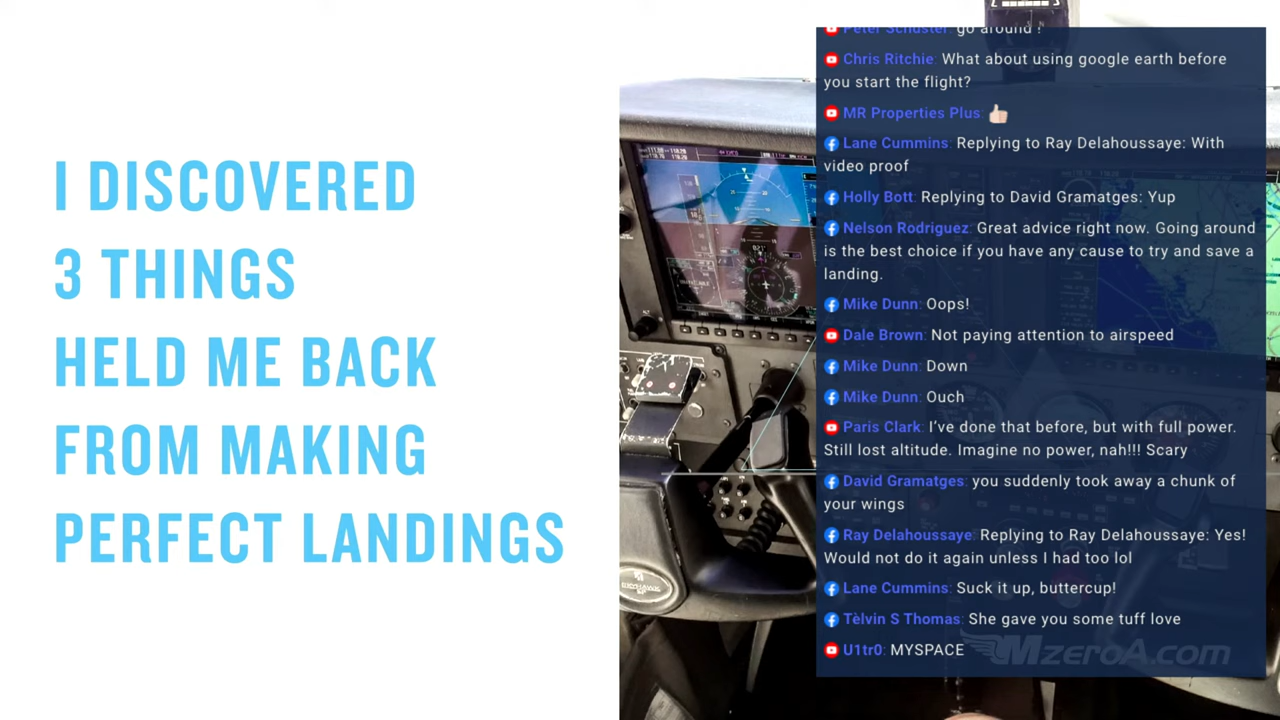 I DISCOVERED
3 THINGS
HELD ME BACK
FROM MAKING
PERFECT LANDINGS
Peter Schuster: go around !
Chris Ritchie: What about using google earth before
you start the flight?
MR Properties Plus: 👍🏻
Lane Cummins: Replying to Ray Delahoussaye: With
video proof
Holly Bott: Replying to David Gramatges: Yup
Nelson Rodriguez: Great advice right now. Going around
is the best choice if you have any cause to try and save a
landing.
Mike Dunn: Oops!
Dale Brown: Not paying attention to airspeed
Mike Dunn: Down
Mike Dunn: Ouch
Paris Clark: I’ve done that before, but with full power.
Still lost altitude. Imagine no power, nah!!! Scary
David Gramatges: you suddenly took away a chunk of
your wings
Ray Delahoussaye: Replying to Ray Delahoussaye: Yes!
Would not do it again unless I had too lol
Lane Cummins: Suck it up, buttercup!
Tèlvin S Thomas: She gave you some tuff love
U1tr0: MYSPACE
MzeroA.com
SKYHAWK
SP